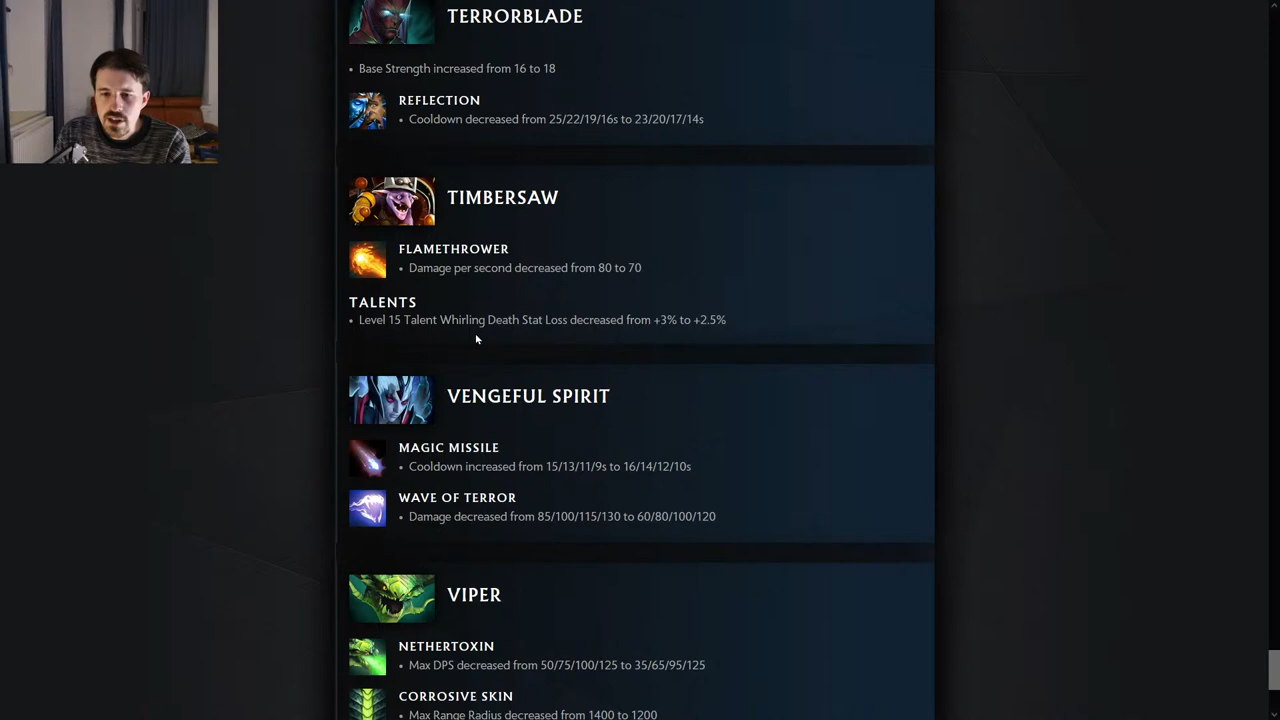 TERRORBLADE
• Base Strength increased from 16 to 18
REFLECTION
• Cooldown decreased from 25/22/19/16s to 23/20/17/14s
TIMBERSAW
FLAMETHROWER
• Damage per second decreased from 80 to 70
TALENTS
• Level 15 Talent Whirling Death Stat Loss decreased from +3% to +2.5%
VENGEFUL SPIRIT
MAGIC MISSILE
• Cooldown increased from 15/13/11/9s to 16/14/12/10s
WAVE OF TERROR
• Damage decreased from 85/100/115/130 to 60/80/100/120
VIPER
NETHERTOXIN
• Max DPS decreased from 50/75/100/125 to 35/65/95/125
CORROSIVE SKIN
• Max Range Radius decreased from 1400 to 1200